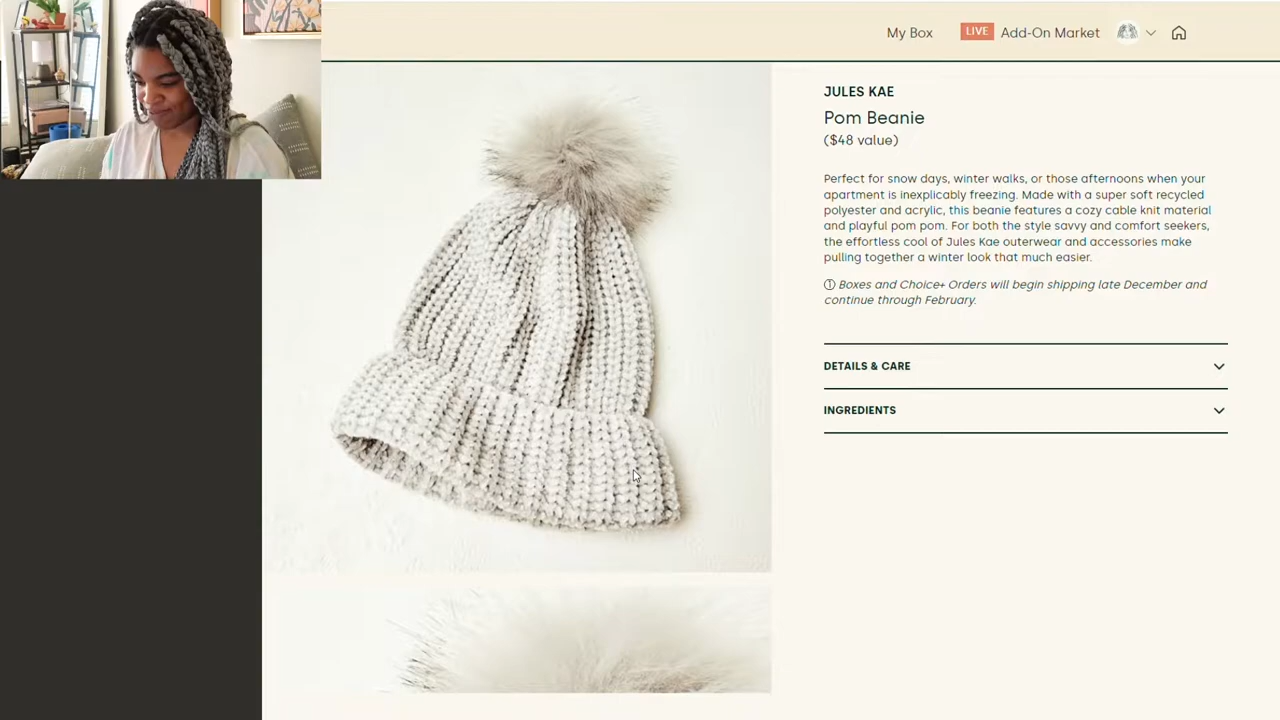 My Box
LIVE
Add-On Market
JULES KAE
Pom Beanie
($48 value)
Perfect for snow days, winter walks, or those afternoons when your
apartment is inexplicably freezing. Made with a super soft recycled
polyester and acrylic, this beanie features a cozy cable knit material
and playful pom pom. For both the style savvy and comfort seekers,
the effortless cool of Jules Kae outerwear and accessories make
pulling together a winter look that much easier.
Boxes and Choice+ Orders will begin shipping late December and
continue through February.
DETAILS & CARE
INGREDIENTS